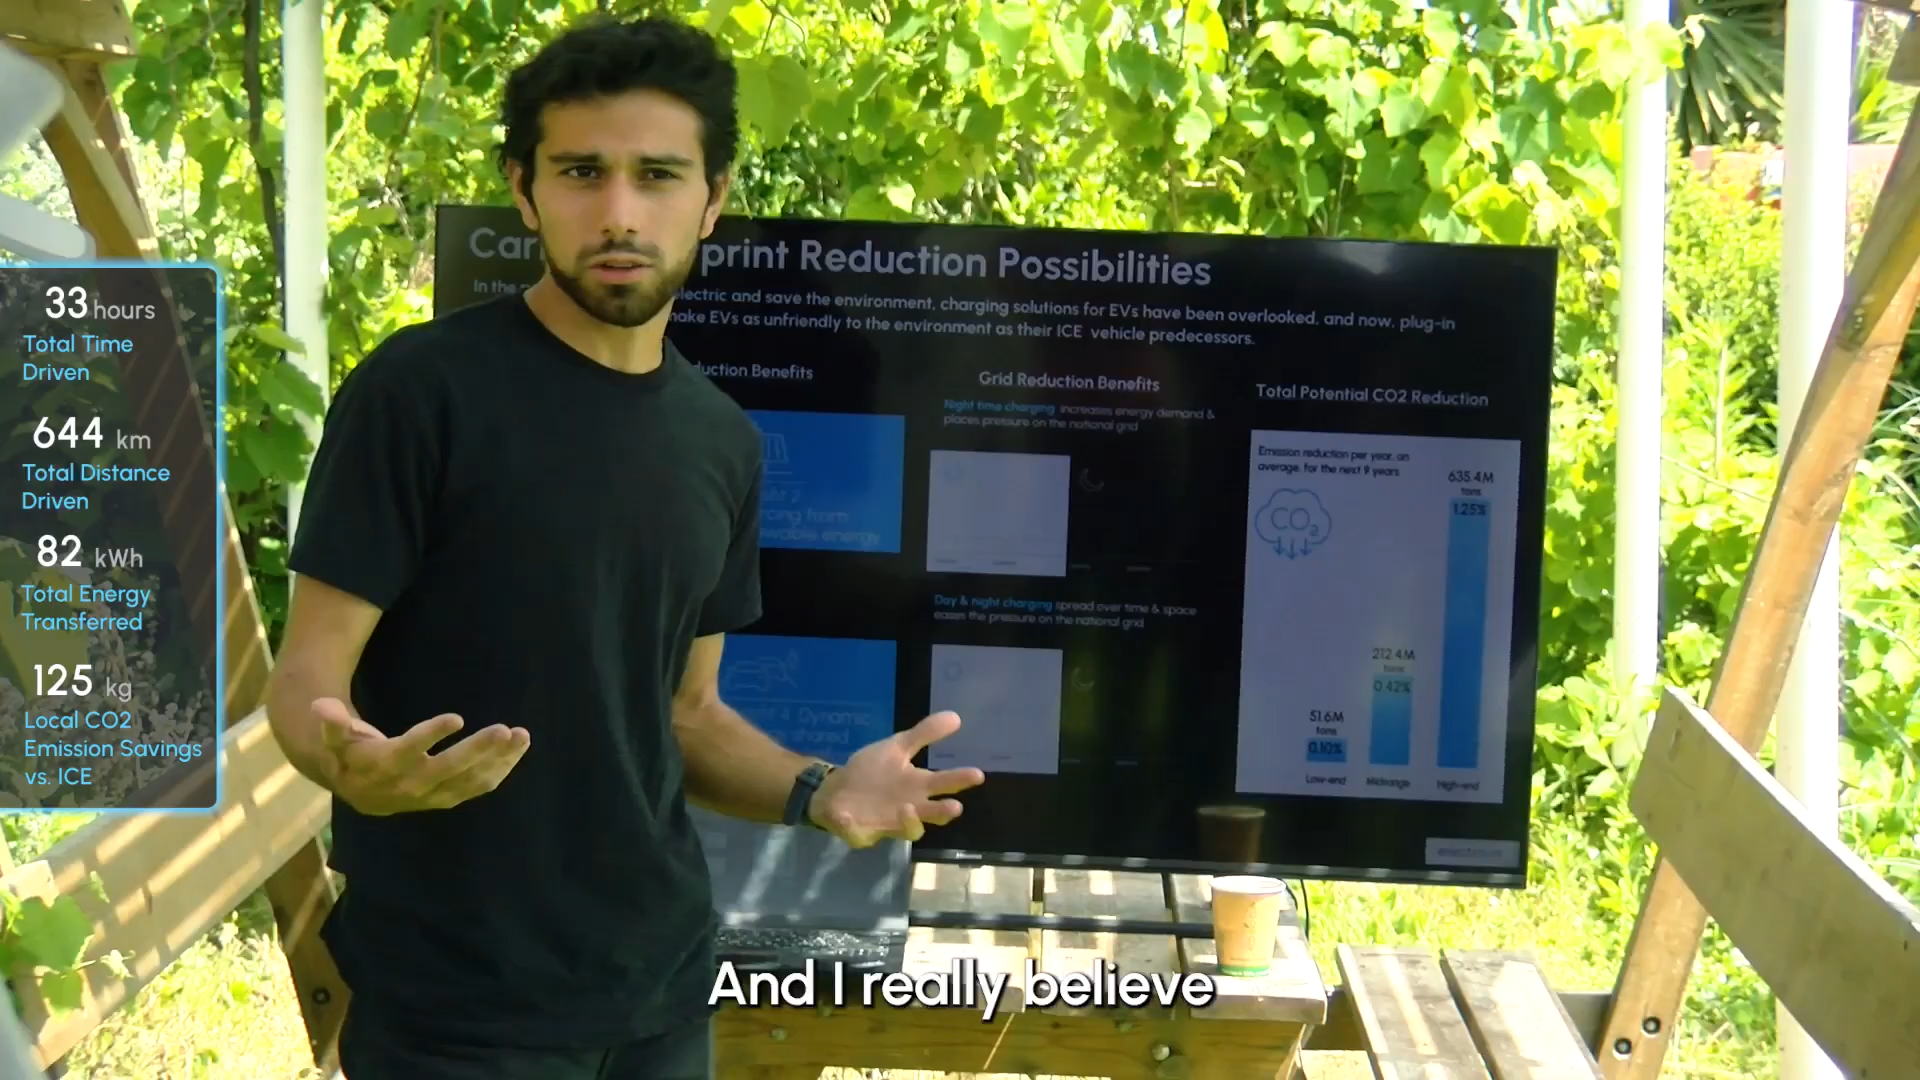 33 hours
Total Time
Driven
644 km
Total Distance
Driven
82 kWh
Total Energy
Transferred
125 kg
Local CO2
Emission Savings
vs. ICE
print Reduction Possibilities
In the
electric and save the environment, charging solutions for EVs have been overlooked, and now, plug-in
make EVs as unfriendly to the environment as their ICE vehicle predecessors.
uction Benefits
Grid Reduction Benefits
Night time charging increases energy demand &
places pressure on the national grid
Day & night charging spread over time & space
eases the pressure on the national grid
Total Potential CO2 Reduction
Emission reduction per year, on
average, for the next 9 years
CO2
635.4M
tons
1.25%
212.4M
tons
0.42%
51.6M
tons
0.10%
Low-end
Midrange
High-end
Dynamic
shared
And I really believe